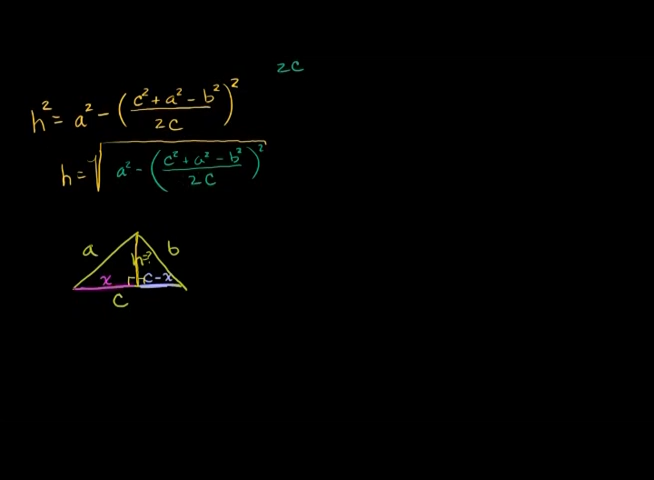 2c
h² = a² - ((c² + a² - b²)/2c)²
h = √(a² - ((c² + a² - b²)/2c)²)
a b
h=?
x c-x
c